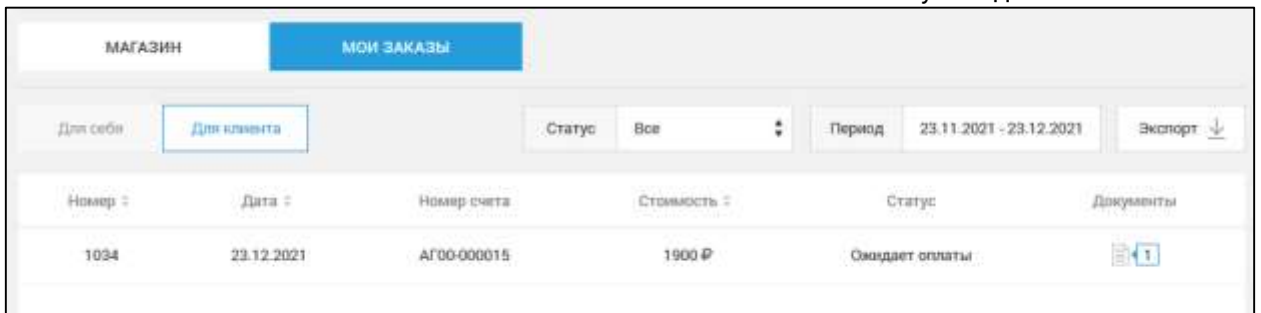 МАГАЗИН МОИ ЗАКАЗЫ
Для себя Для клиента Статус Все Период 23.11.2021 - 23.12.2021 Экспорт
Номер Дата Номер счета Стоимость Статус Документы
1034 23.12.2021 АГ00-000015 1900 ₽ Ожидает оплаты 1